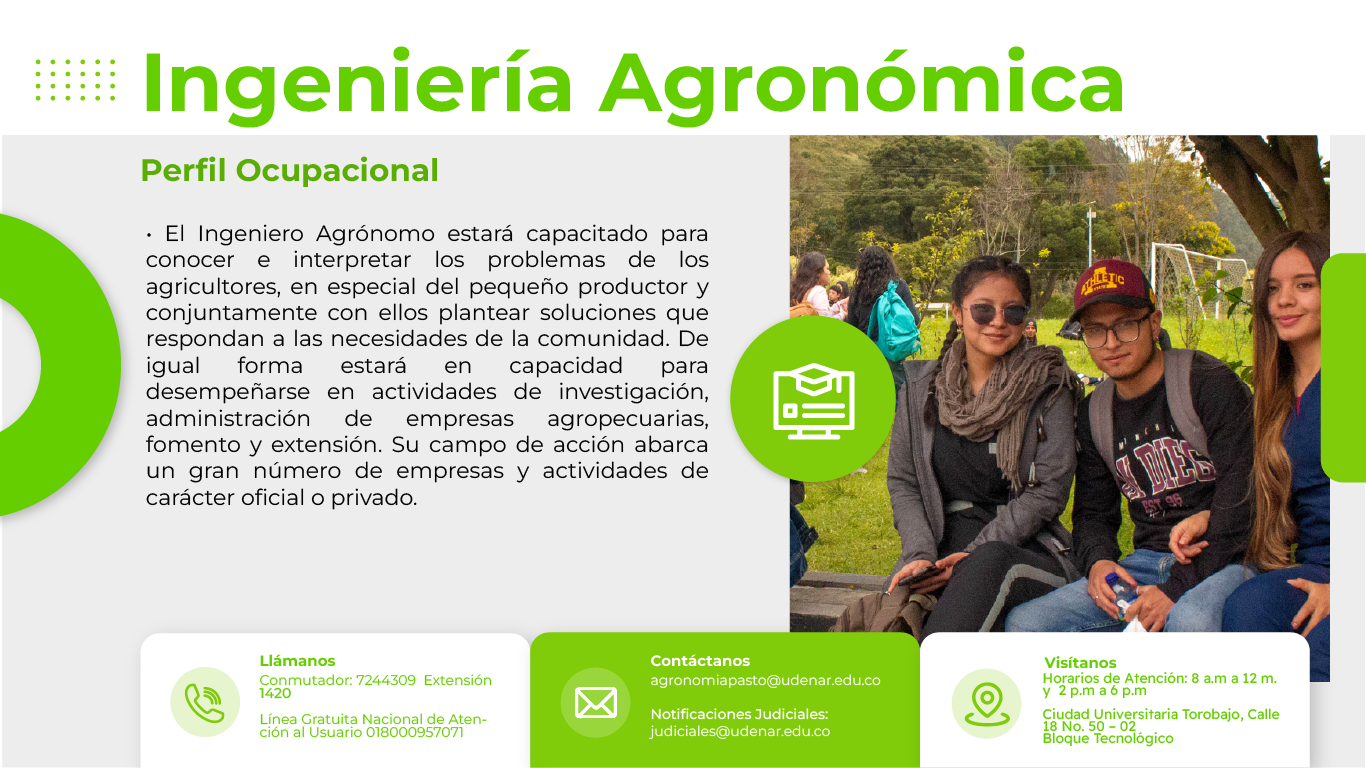 Ingeniería Agronómica
Perfil Ocupacional
• El Ingeniero Agrónomo estará capacitado para
conocer e interpretar los problemas de los
agricultores, en especial del pequeño productor y
conjuntamente con ellos plantear soluciones que
respondan a las necesidades de la comunidad. De
igual forma estará en capacidad para
desempeñarse en actividades de investigación,
administración de empresas agropecuarias,
fomento y extensión. Su campo de acción abarca
un gran número de empresas y actividades de
carácter oficial o privado.
ATHLETIC
DIEG
EST 96
Llámanos
Conmutador: 7244309 Extensión
1420
Línea Gratuita Nacional de Aten-
ción al Usuario 018000957071
Contáctanos
agronomiapasto@udenar.edu.co
Notificaciones Judiciales:
judiciales@udenar.edu.co
Visítanos
Horarios de Atención: 8 a.m a 12 m.
y 2 p.m a 6 p.m
Ciudad Universitaria Torobajo, Calle
18 No. 50 – 02
Bloque Tecnológico